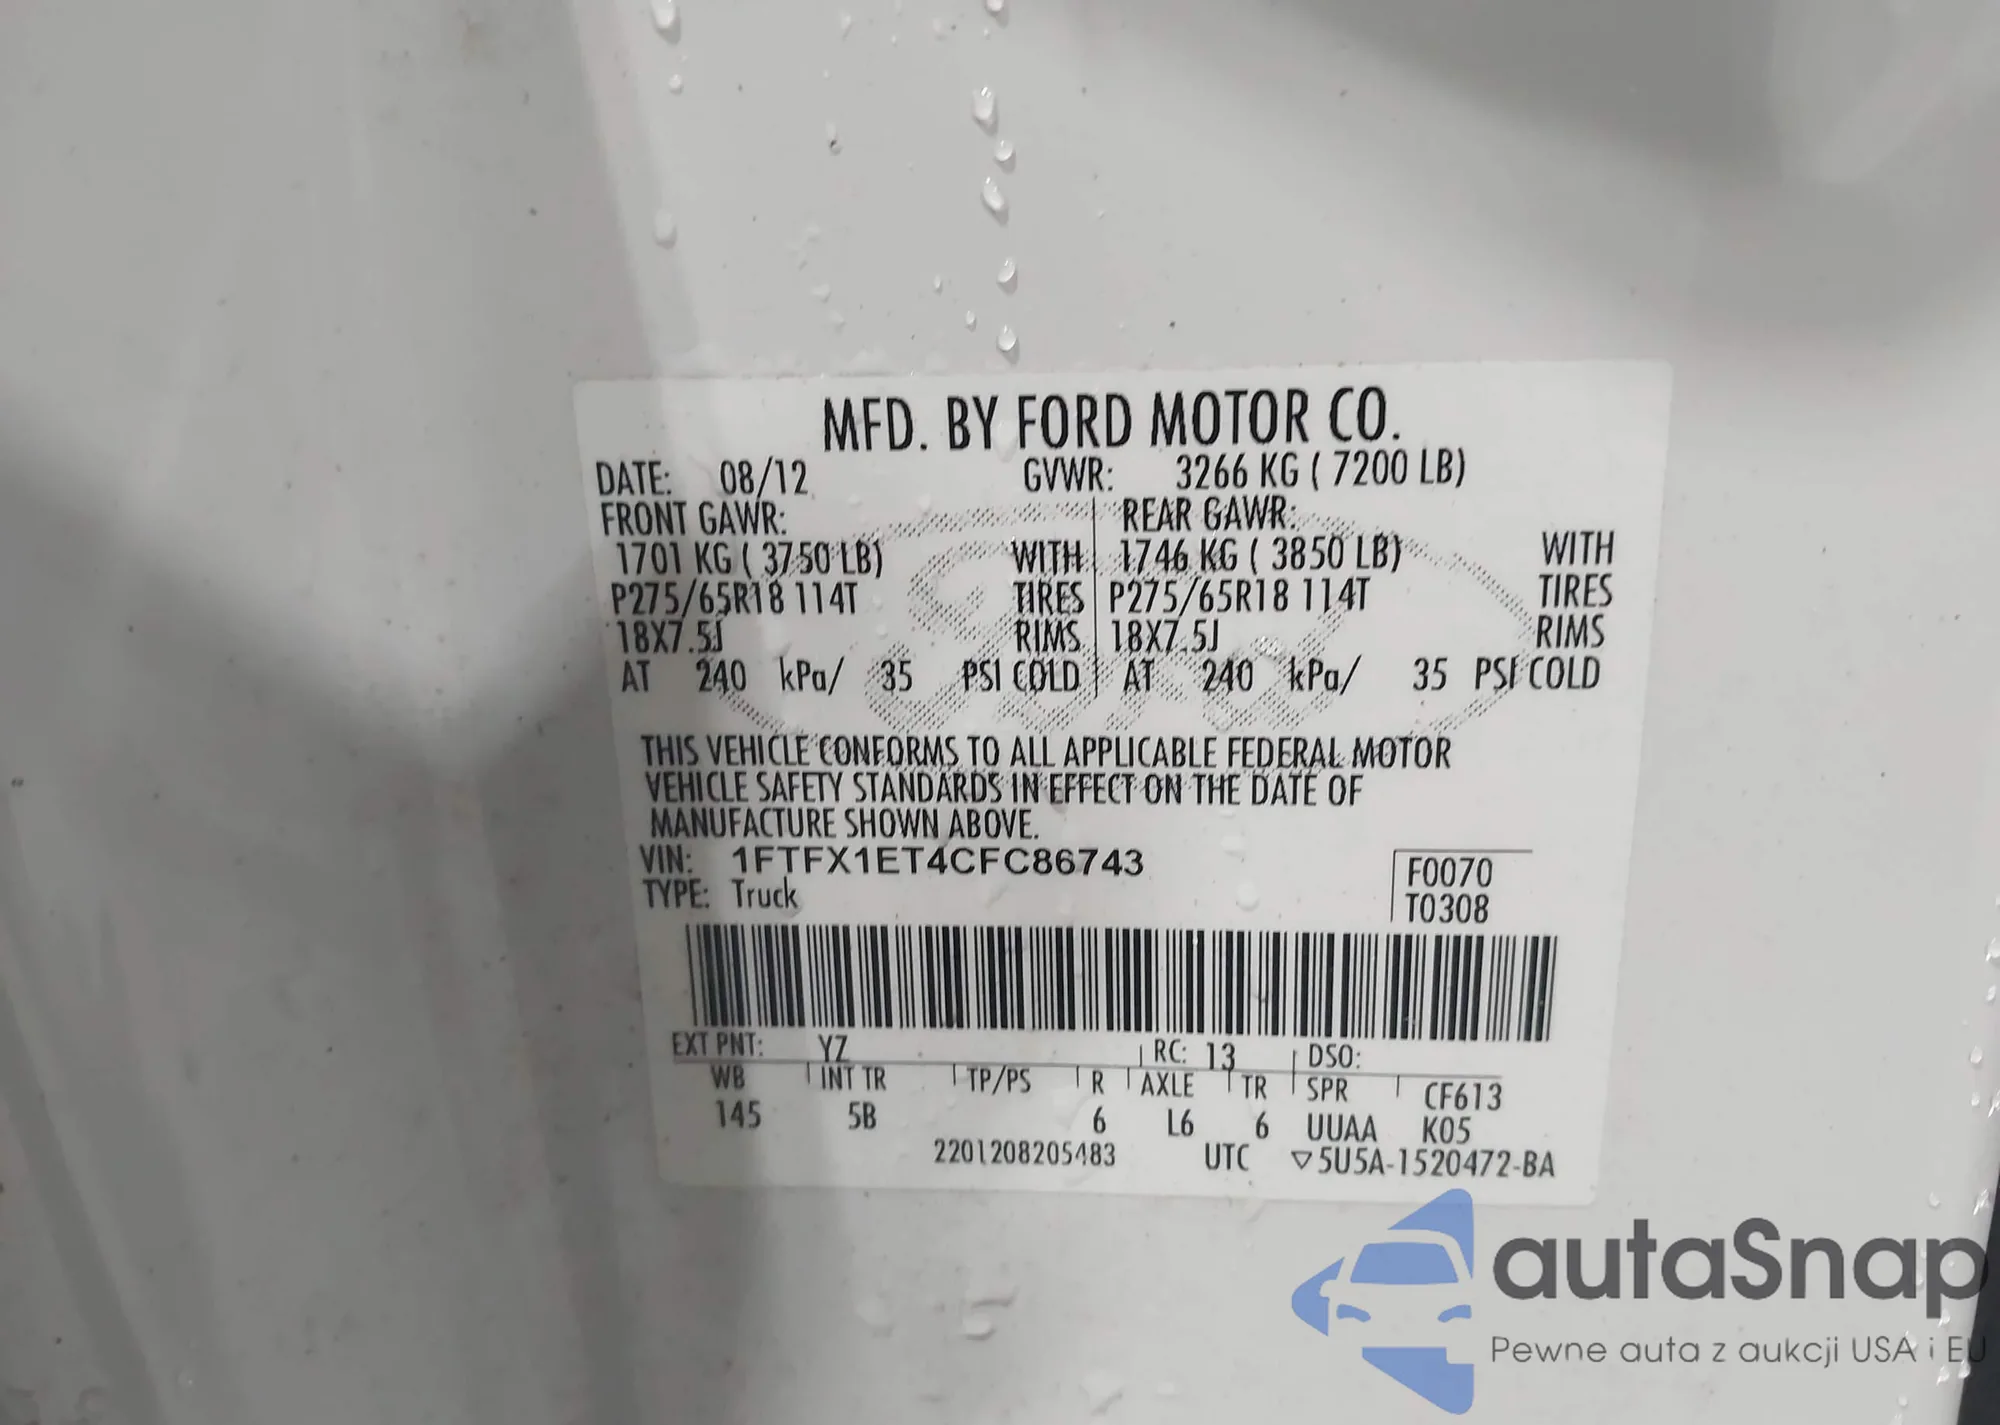 MFD. BY FORD MOTOR CO.
DATE: 08/12 GVWR: 3266 KG ( 7200 LB)
FRONT GAWR: REAR GAWR:
1701 KG ( 3750 LB) WITH 1746 KG ( 3850 LB) WITH
P275/65R18 114T TIRES P275/65R18 114T TIRES
18X7.5J RIMS 18X7.5J RIMS
AT 240 kPa/ 35 PSI COLD AT 240 kPa/ 35 PSI COLD
THIS VEHICLE CONFORMS TO ALL APPLICABLE FEDERAL MOTOR
VEHICLE SAFETY STANDARDS IN EFFECT ON THE DATE OF
MANUFACTURE SHOWN ABOVE.
VIN: 1FTFX1ET4CFC86743 F0070
TYPE: Truck T0308
EXT PNT: YZ RC: 13 DSO:
WB INT TR TP/PS R AXLE TR SPR CF613
145 5B 6 L6 6 UUAA K05
2201208205483 UTC ▽5U5A-1520472-BA
autaSnap
Pewne auta z aukcji USA i EU